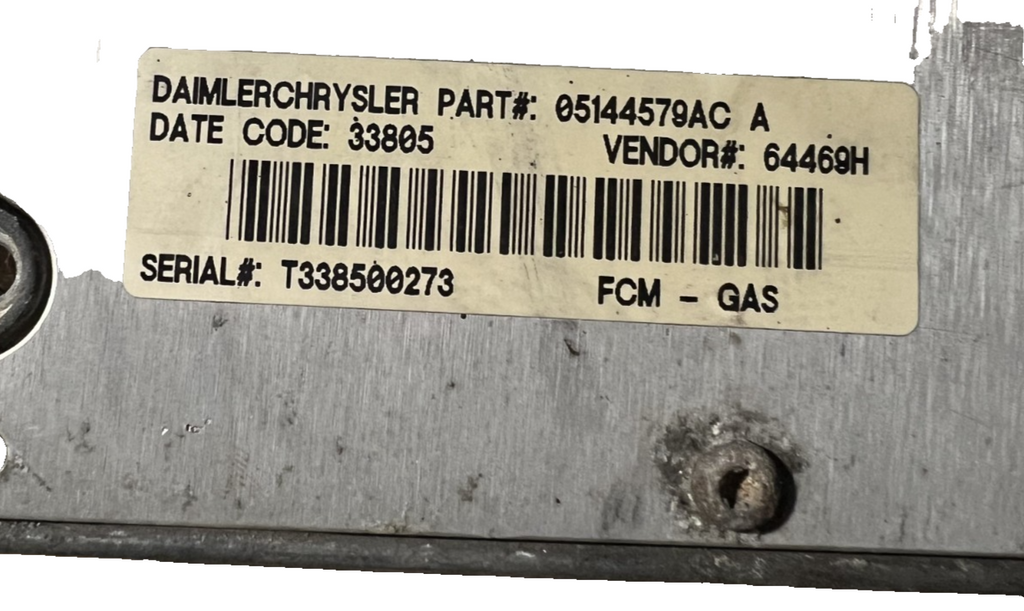 DAIMLERCHRYSLER PART#: 05144579AC A
DATE CODE: 33805 VENDOR#: 64469H
SERIAL#: T338500273 FCM - GAS